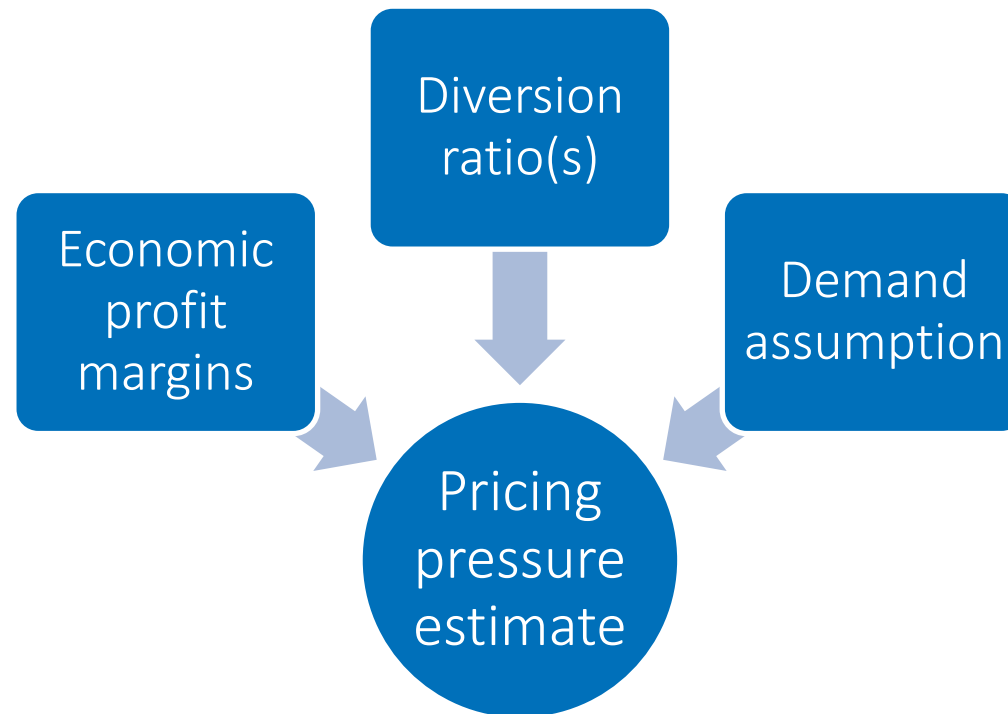 Diversion
ratio(s)
Economic
profit
margins
Demand
assumption
Pricing
pressure
estimate